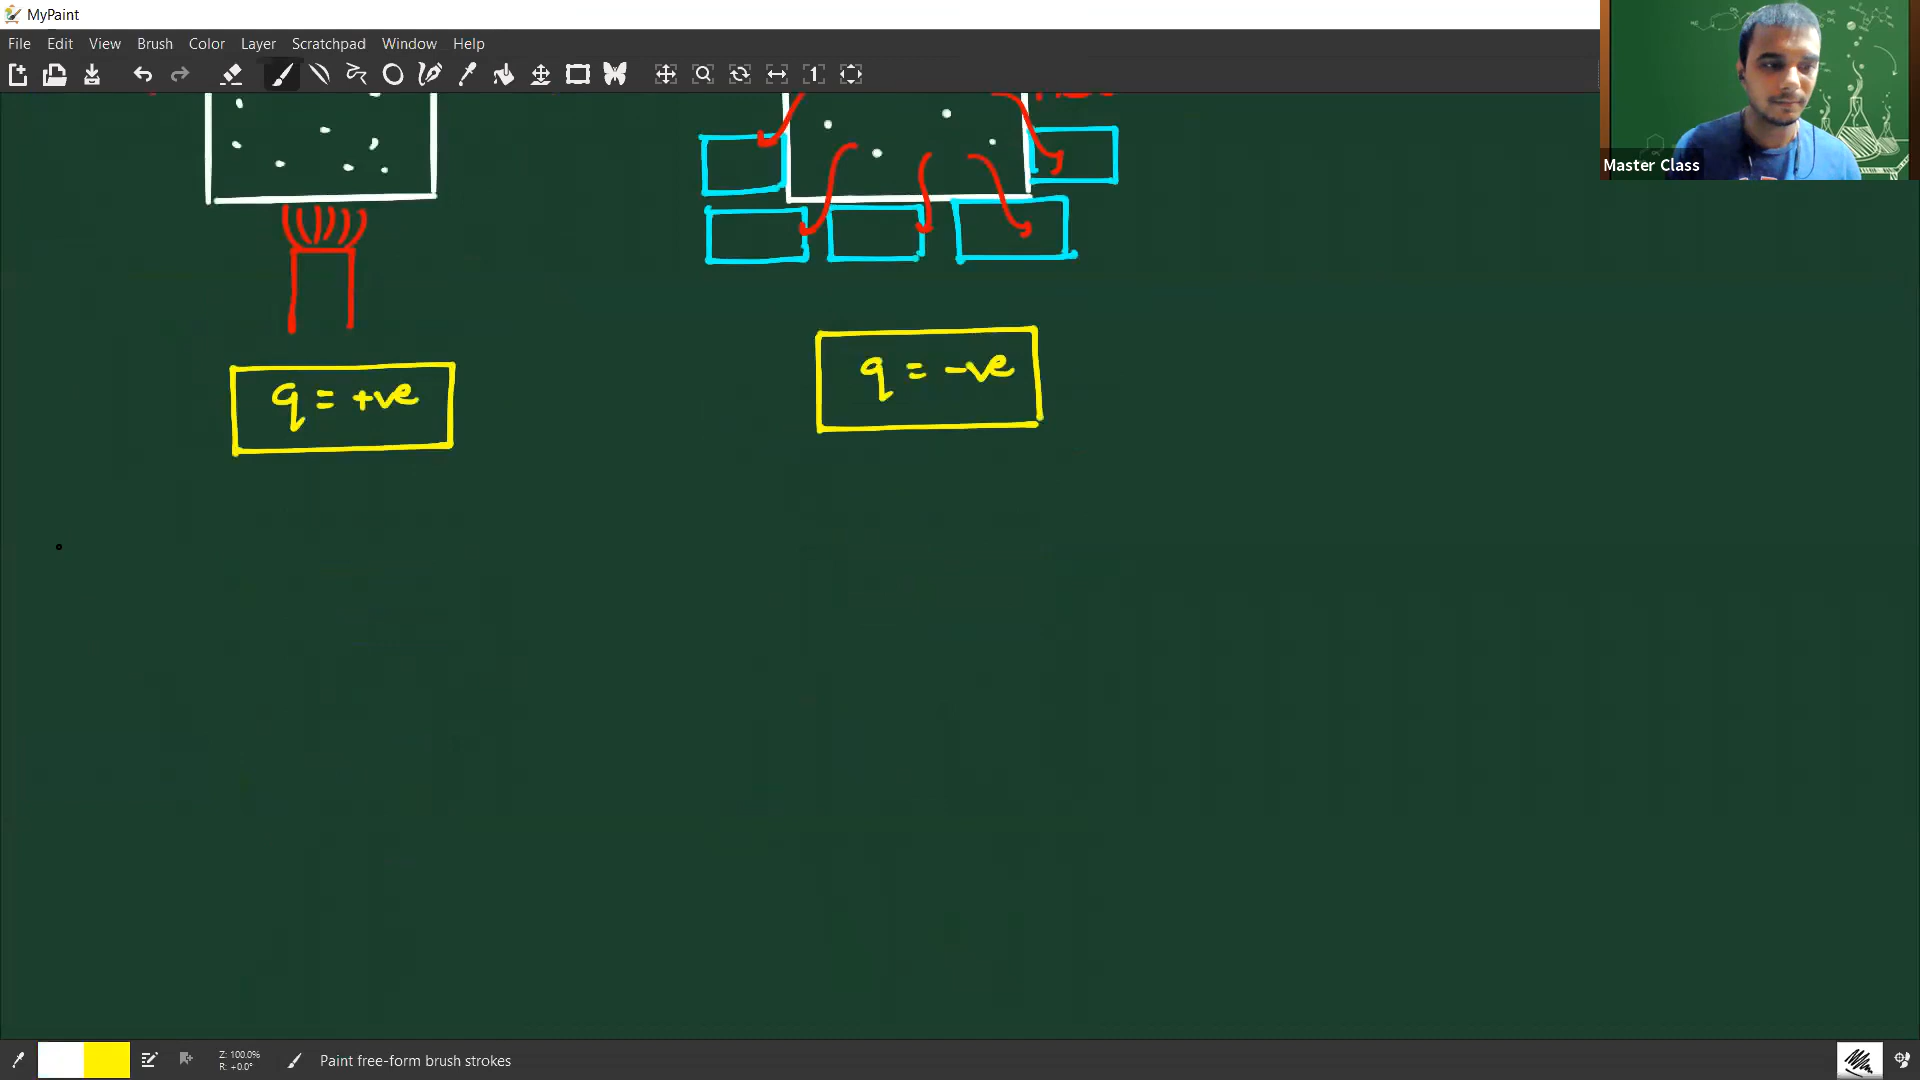 MyPaint
File Edit View Brush Color Layer Scratchpad Window Help
1
Master Class
q = +ve
q = -ve
Z: 100.0%
R: +0.0°
Paint free-form brush strokes